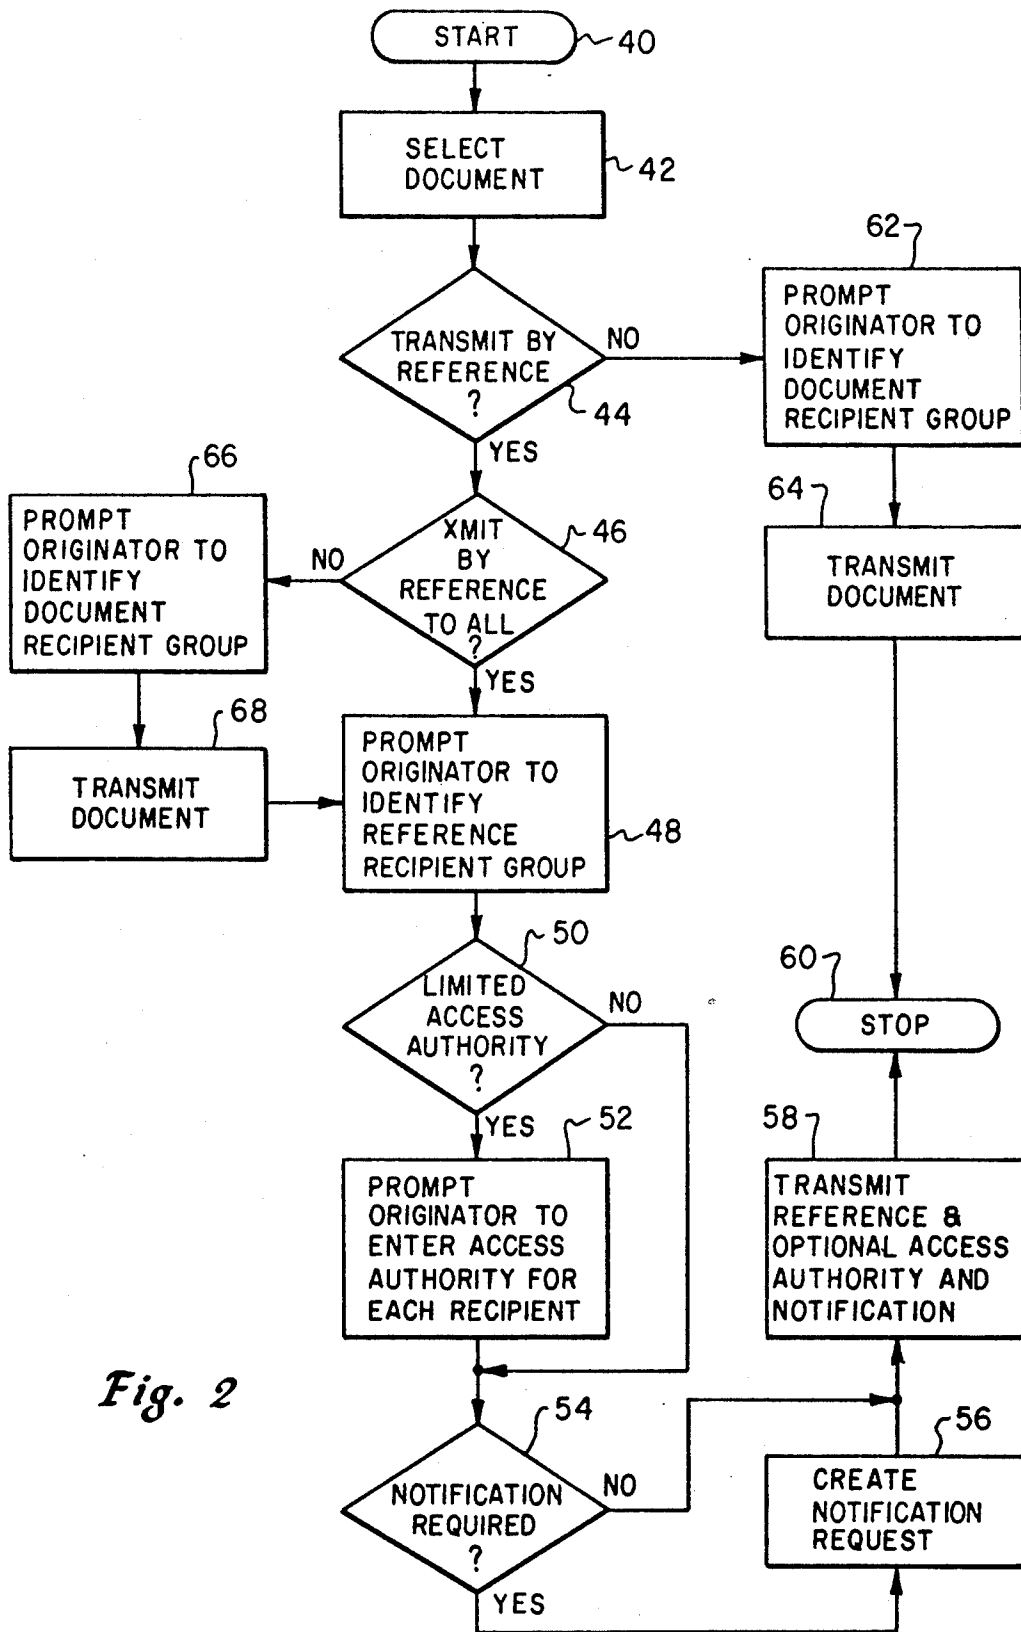 START
40
SELECT
DOCUMENT
42
62
PROMPT
ORIGINATOR TO
IDENTIFY
DOCUMENT
RECIPIENT GROUP
TRANSMIT BY
REFERENCE
?
NO
44
YES
66
PROMPT
ORIGINATOR TO
IDENTIFY
DOCUMENT
RECIPIENT GROUP
NO
XMIT
BY
REFERENCE
TO ALL
?
46
YES
64
TRANSMIT
DOCUMENT
68
TRANSMIT
DOCUMENT
PROMPT
ORIGINATOR TO
IDENTIFY
REFERENCE
RECIPIENT GROUP
48
50
LIMITED
ACCESS
AUTHORITY
?
NO
YES
60
STOP
52
PROMPT
ORIGINATOR TO
ENTER ACCESS
AUTHORITY FOR
EACH RECIPIENT
58
TRANSMIT
REFERENCE &
OPTIONAL ACCESS
AUTHORITY AND
NOTIFICATION
Fig. 2
54
NOTIFICATION
REQUIRED
?
NO
YES
56
CREATE
NOTIFICATION
REQUEST